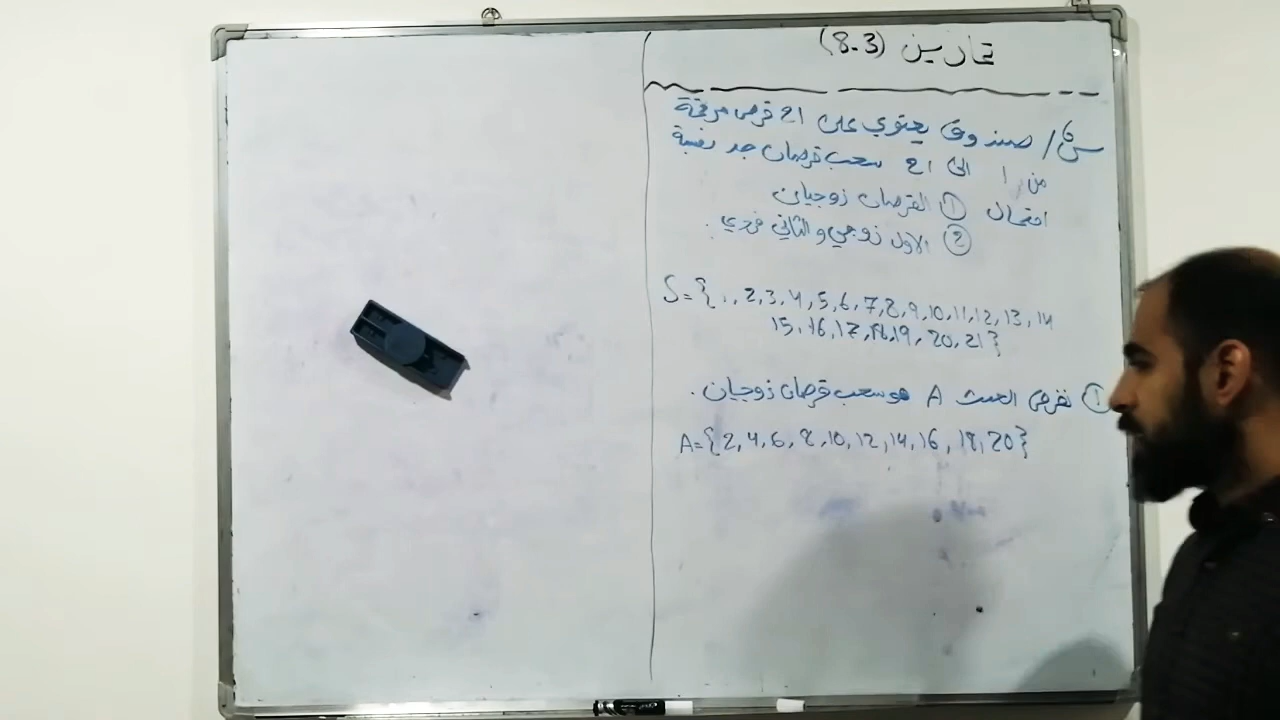 تمارين (8-3)
س6/ صندوق يحتوي على 21 قرص مرقمة
من 1 الى 21 سحب قرصان جد نسبة
احتمال ① القرصان زوجيان
② الاول زوجي والثاني فردي.
S={1,2,3,4,5,6,7,8,9,10,11,12,13,14
15,16,17,18,19,20,21}
① نفرض الحدث A هو سحب قرصان زوجيان.
A={2,4,6,8,10,12,14,16,18,20}